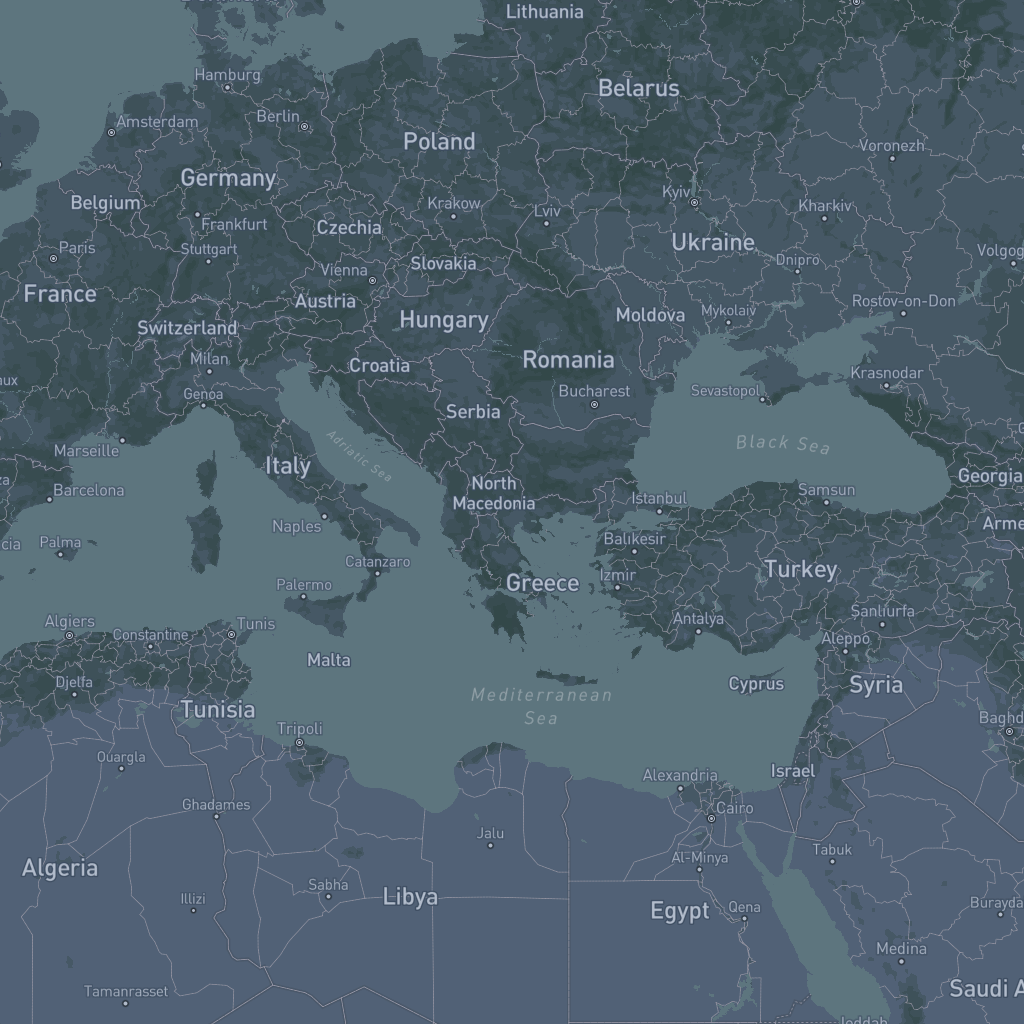 Lithuania
Hamburg
Belarus
Amsterdam
Berlin
Poland
Voronezh
Germany
Belgium
Kyiv
Krakow
Kharkiv
Lviv
Frankfurt
Czechia
Paris
Stuttgart
Ukraine
Dnipro
Volgog
Slovakia
Vienna
France
Austria
Rostov-on-Don
Hungary
Moldova
Mykolaiv
Switzerland
Milan
Croatia
Romania
Krasnodar
aux
Genoa
Bucharest
Sevastopol
Serbia
Adriatic Sea
Black Sea
Marseille
Italy
Georgia
Barcelona
North
Macedonia
Istanbul
Samsun
Naples
Arme
Palma
cia
Balıkesir
Catanzaro
Turkey
Izmir
Greece
Palermo
Algiers
Constantine
Tunis
Antalya
Şanlıurfa
Aleppo
Malta
Djelfa
Cyprus
Syria
Mediterranean
Sea
Tunisia
Baghd
Tripoli
Ouargla
Alexandria
Israel
Ghadames
Cairo
Jalu
Tabuk
Al-Minya
Algeria
Sabha
Libya
Illizi
Egypt
Qena
Burayda
Medina
Tamanrasset
Saudi A
Jeddah